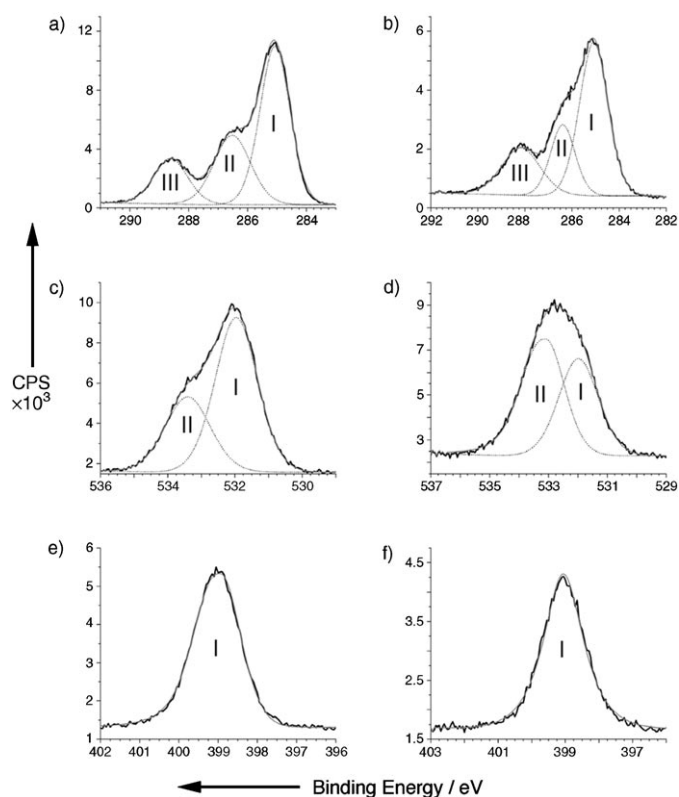 a) b)
12
8
4
0
III II I
290 288 286 284
6
4
2
0
III II I
292 290 288 286 284 282
c) d)
10
8
6
4
2
II I
536 534 532 530
9
7
5
3
II I
537 535 533 531 529
CPS
×10³
e) f)
6
5
4
3
2
1
I
402 401 400 399 398 397 396
4.5
3.5
2.5
1.5
I
403 401 399 397
Binding Energy / eV